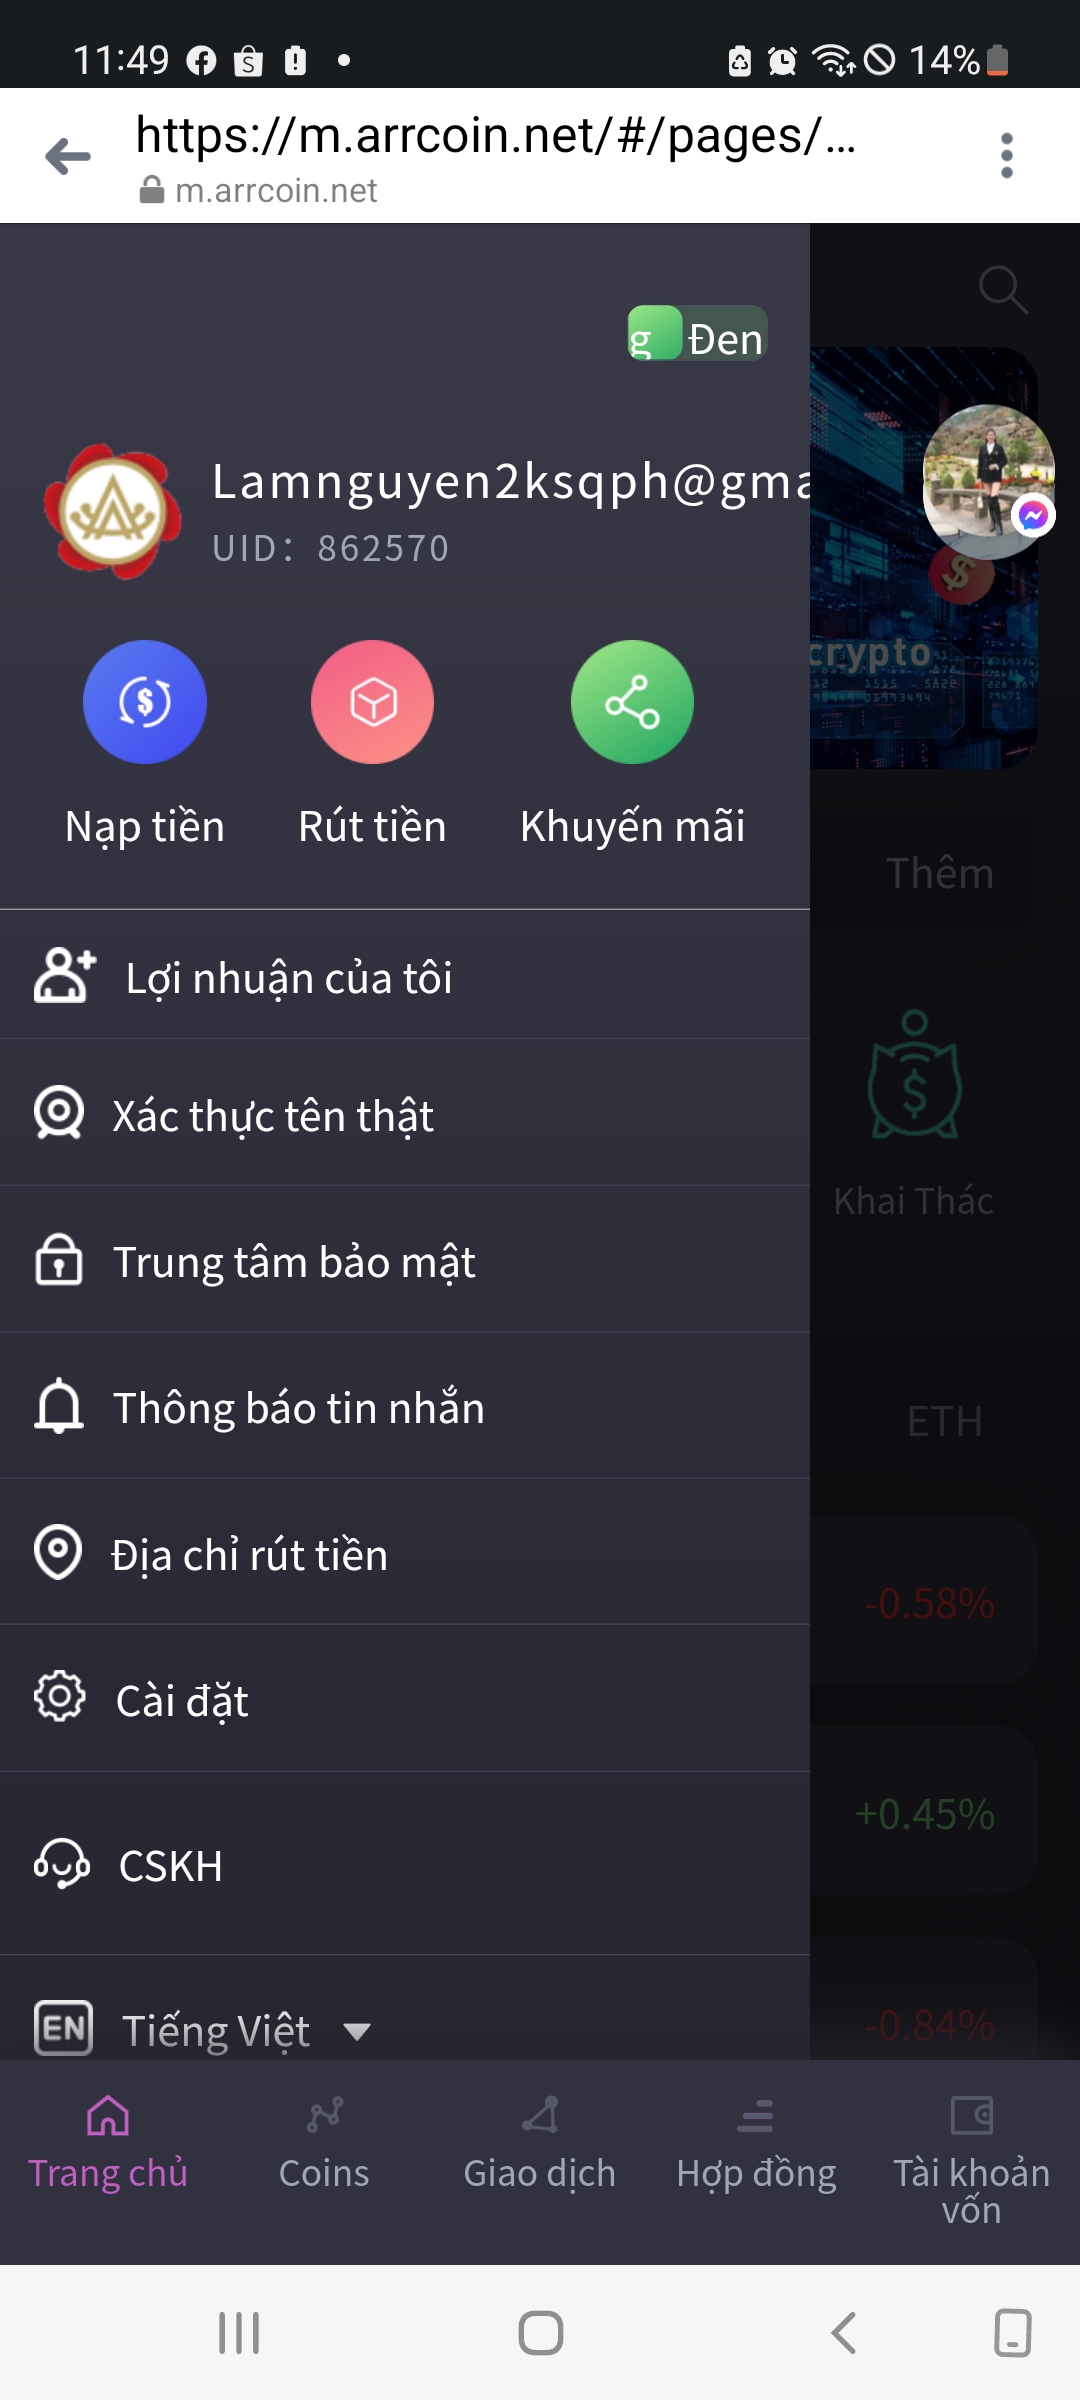 11:49
14%
https://m.arrcoin.net/#/pages/...
m.arrcoin.net
g Đen
Lamnguyen2ksqph@gma
UID: 862570
crypto
Nạp tiền Rút tiền Khuyến mãi
Thêm
Lợi nhuận của tôi
Xác thực tên thật
Khai Thác
Trung tâm bảo mật
Thông báo tin nhắn
ETH
Địa chỉ rút tiền
-0.58%
Cài đặt
+0.45%
CSKH
EN Tiếng Việt
-0.84%
Trang chủ Coins Giao dịch Hợp đồng Tài khoản
vốn